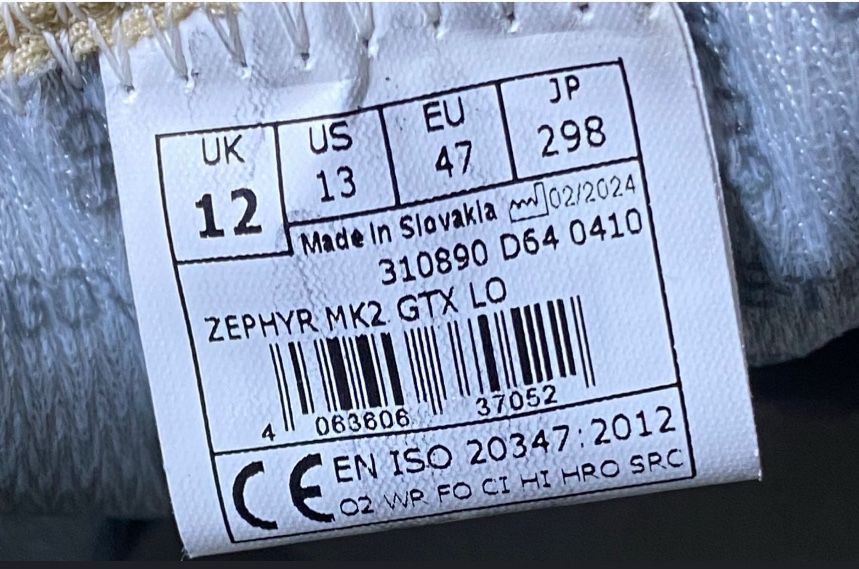 UK US EU JP
12 13 47 298
Made In Slovakia 02/2024
310890 D64 0410
ZEPHYR MK2 GTX LO
4 063606 37052
CE EN ISO 20347:2012
O2 WR FO CI HI HRO SRC